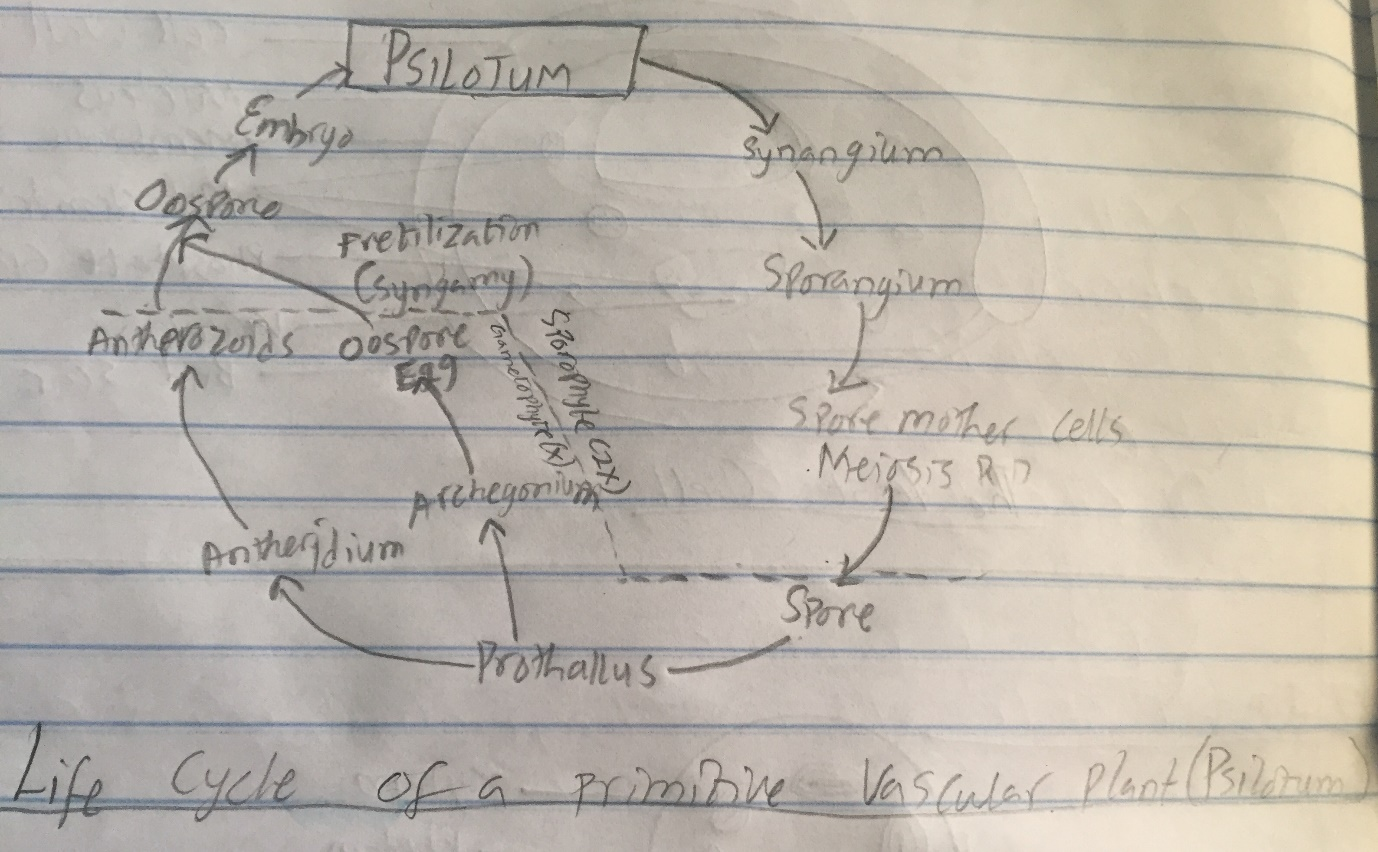 PSILOTUM
Embryo
Synangium
Oospore
Fretilization
(Syngamy)
Sporangium
Antherozoids
Oospore
Egg
Gametophyte(x)
Sporophyte (2x)
Spore mother cells
Meiosis R D
Archegonium
Antheridium
Spore
Prothallus
Life Cycle of a primitive vascular plant (Psilotum)